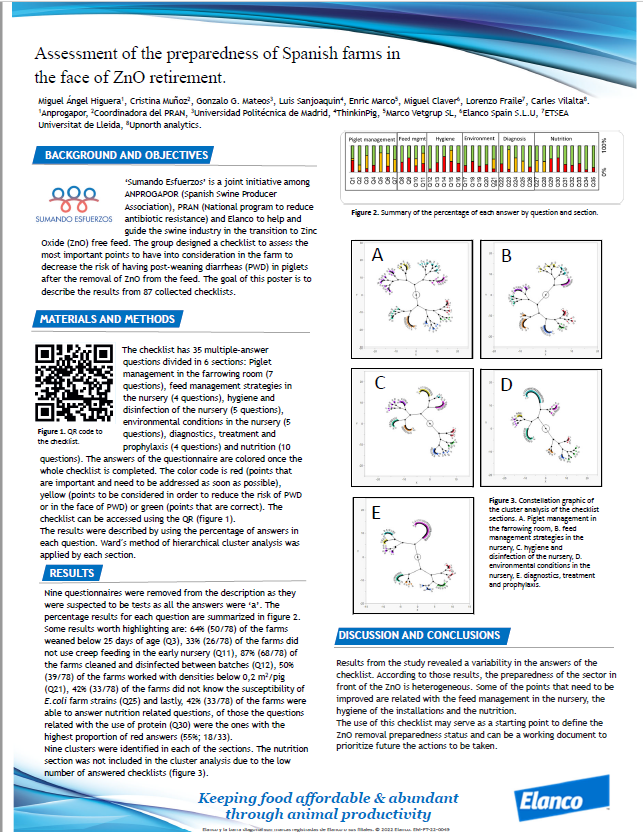 Assessment of the preparedness of Spanish farms in
the face of ZnO retirement.
Miguel Ángel Higuera¹, Cristina Muñoz², Gonzalo G. Mateos³, Luis Sanjoaquin⁴, Enric Marco⁵, Miguel Claver⁶, Lorenzo Fraile⁷, Carles Vilalta⁸.
¹Anprogapor, ²Coordinadora del PRAN, ³Universidad Politécnica de Madrid, ⁴ThinkinPig, ⁵Marco Vetgrup SL, ⁶Elanco Spain S.L.U, ⁷ETSEA
Universitat de Lleida, ⁸Upnorth analytics.
BACKGROUND AND OBJECTIVES
SUMANDO ESFUERZOS
'Sumando Esfuerzos' is a joint initiative among
ANPROGAPOR (Spanish Swine Producer
Association), PRAN (National program to reduce
antibiotic resistance) and Elanco to help and
guide the swine industry in the transition to Zinc
Oxide (ZnO) free feed. The group designed a checklist to assess the
most important points to have into consideration in the farm to
decrease the risk of having post-weaning diarrheas (PWD) in piglets
after the removal of ZnO from the feed. The goal of this poster is to
describe the results from 87 collected checklists.
MATERIALS AND METHODS
Figure 1. QR code to
the checklist.
The checklist has 35 multiple-answer
questions divided in 6 sections: Piglet
management in the farrowing room (7
questions), feed management strategies in
the nursery (4 questions), hygiene and
disinfection of the nursery (5 questions),
environmental conditions in the nursery (5
questions), diagnostics, treatment and
prophylaxis (4 questions) and nutrition (10
questions). The answers of the questionnaire are colored once the
whole checklist is completed. The color code is red (points that
are important and need to be addressed as soon as possible),
yellow (points to be considered in order to reduce the risk of PWD
or in the face of PWD) or green (points that are correct). The
checklist can be accessed using the QR (figure 1).
The results were described by using the percentage of answers in
each question. Ward's method of hierarchical cluster analysis was
applied by each section.
RESULTS
Nine questionnaires were removed from the description as they
were suspected to be tests as all the answers were 'a'. The
percentage results for each question are summarized in figure 2.
Some results worth highlighting are: 64% (50/78) of the farms
weaned below 25 days of age (Q3), 33% (26/78) of the farms did
not use creep feeding in the early nursery (Q11), 87% (68/78) of
the farms cleaned and disinfected between batches (Q12), 50%
(39/78) of the farms worked with densities below 0,2 m²/pig
(Q21), 42% (33/78) of the farms did not know the susceptibility of
E.coli farm strains (Q25) and lastly, 42% (33/78) of the farms were
able to answer nutrition related questions, of those the questions
related with the use of protein (Q30) were the ones with the
highest proportion of red answers (55%; 18/33).
Nine clusters were identified in each of the sections. The nutrition
section was not included in the cluster analysis due to the low
number of answered checklists (figure 3).
Piglet management Feed mgmt Hygiene Environment Diagnosis Nutrition
100%
0%
Figure 2. Summary of the percentage of each answer by question and section.
A
B
C
D
E
Figure 3. Constellation graphic of
the cluster analysis of the checklist
sections. A. Piglet management in
the farrowing room, B. feed
management strategies in the
nursery, C. hygiene and
disinfection of the nursery, D.
environmental conditions in the
nursery, E. diagnostics, treatment
and prophylaxis.
DISCUSSION AND CONCLUSIONS
Results from the study revealed a variability in the answers of the
checklist. According to those results, the preparedness of the sector in
front of the ZnO is heterogeneous. Some of the points that need to be
improved are related with the feed management in the nursery, the
hygiene of the installations and the nutrition.
The use of this checklist may serve as a starting point to define the
ZnO removal preparedness status and can be a working document to
prioritize future the actions to be taken.
Keeping food affordable & abundant
through animal productivity
Elanco
Elanco y la barra diagonal son marcas registradas de Elanco o sus filiales. © 2022 Elanco.